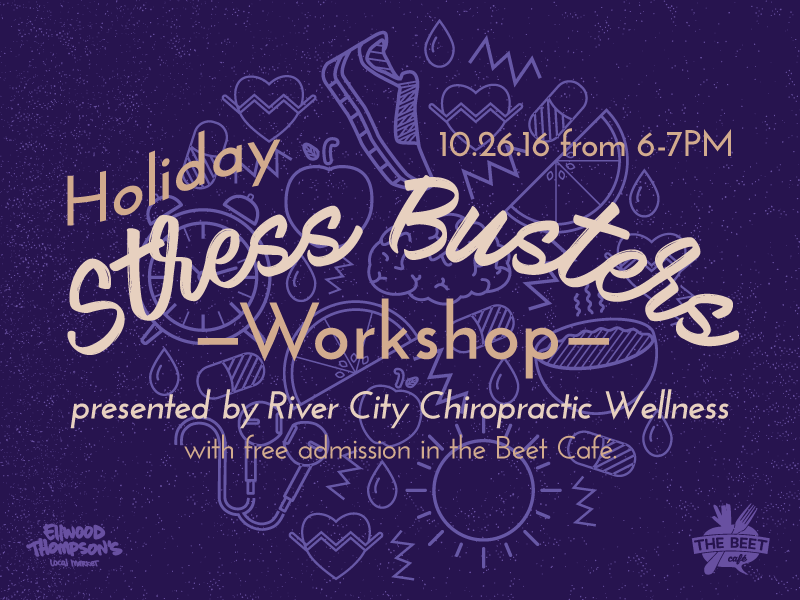 Holiday
10.26.16 from 6-7PM
Stress Busters
—Workshop—
presented by River City Chiropractic Wellness
with free admission in the Beet Café.
Ellwood
Thompson's
Local Market
THE BEET
café